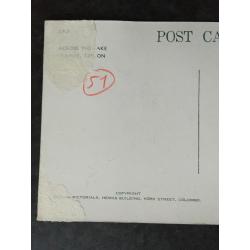 POST CA
ACROSS THE LAKE
51
COPYRIGHT
PICTORIALS, HEMAS BUILDING, YORK STREET, COLOMBO.